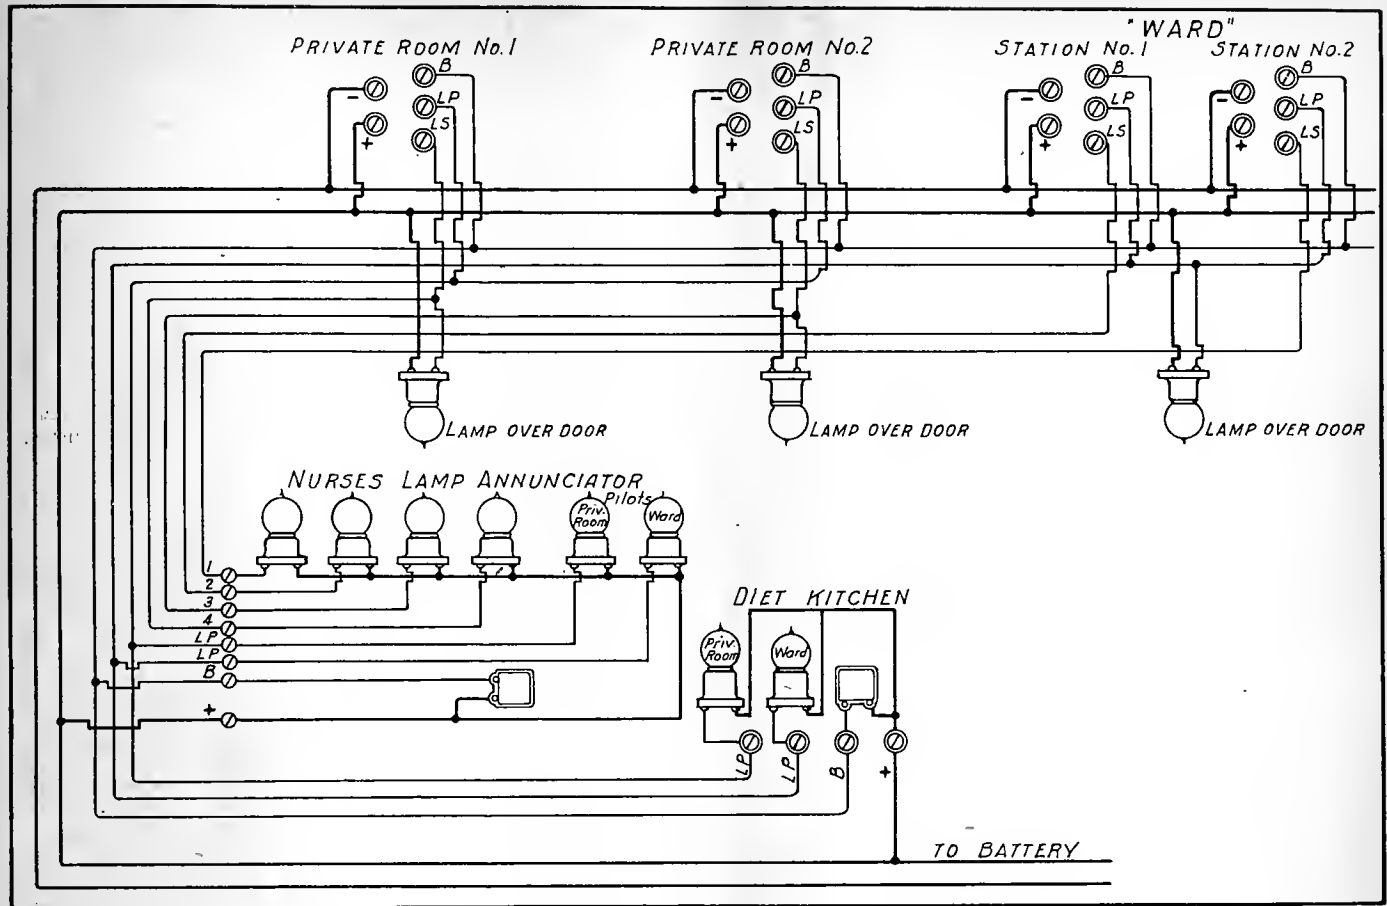 "WARD"
PRIVATE ROOM No.1
PRIVATE ROOM No.2
STATION No. 1
STATION No.2
B
LP
LS
-
+
B
LP
LS
-
+
B
LP
LS
-
+
B
LP
LS
-
+
LAMP OVER DOOR
LAMP OVER DOOR
LAMP OVER DOOR
NURSES LAMP ANNUNCIATOR
Pilots
Priv.
Room
Ward
1
2
3
4
LP
LP
B
+
DIET KITCHEN
Priv.
Room
Ward
LP
LP
B
+
TO BATTERY